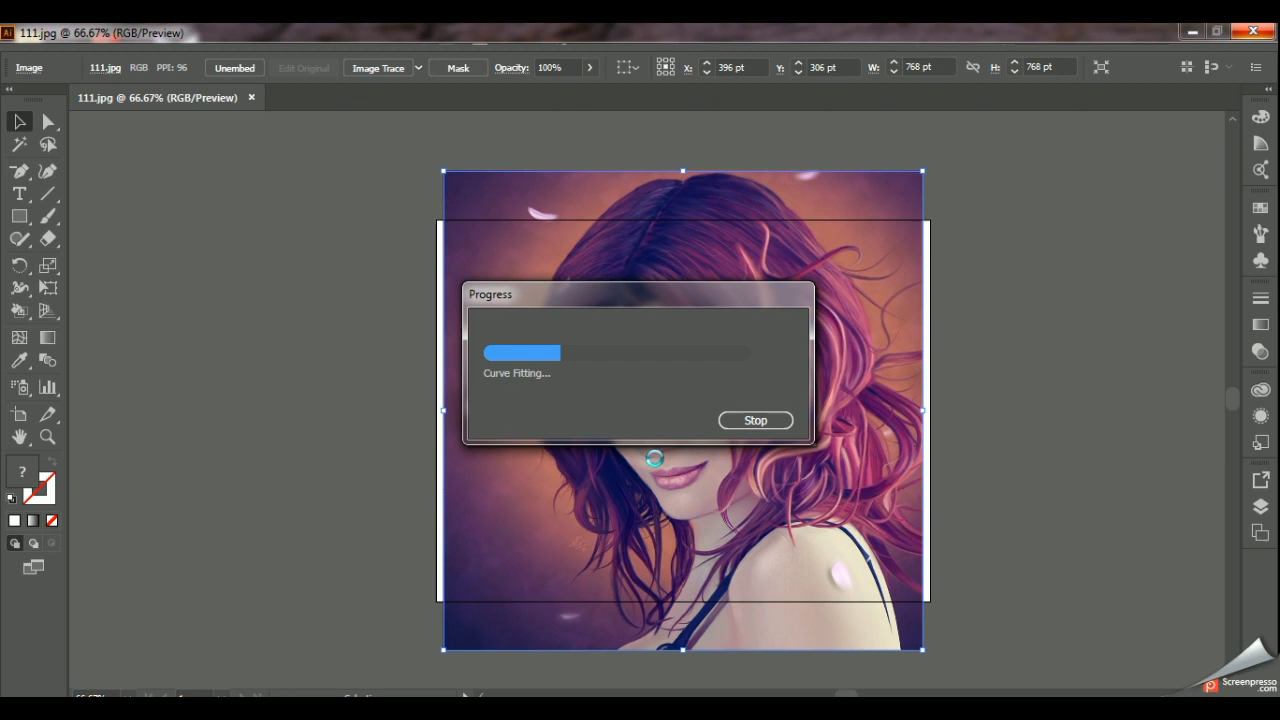 Ai 111.jpg @ 66.67% (RGB/Preview)
Image 111.jpg RGB PPI: 96 Unembed Edit Original Image Trace Mask Opacity: 100% X: 396 pt Y: 306 pt W: 768 pt H: 768 pt
111.jpg @ 66.67% (RGB/Preview) ×
Progress
Curve Fitting...
Stop
?
Screenpresso
.com